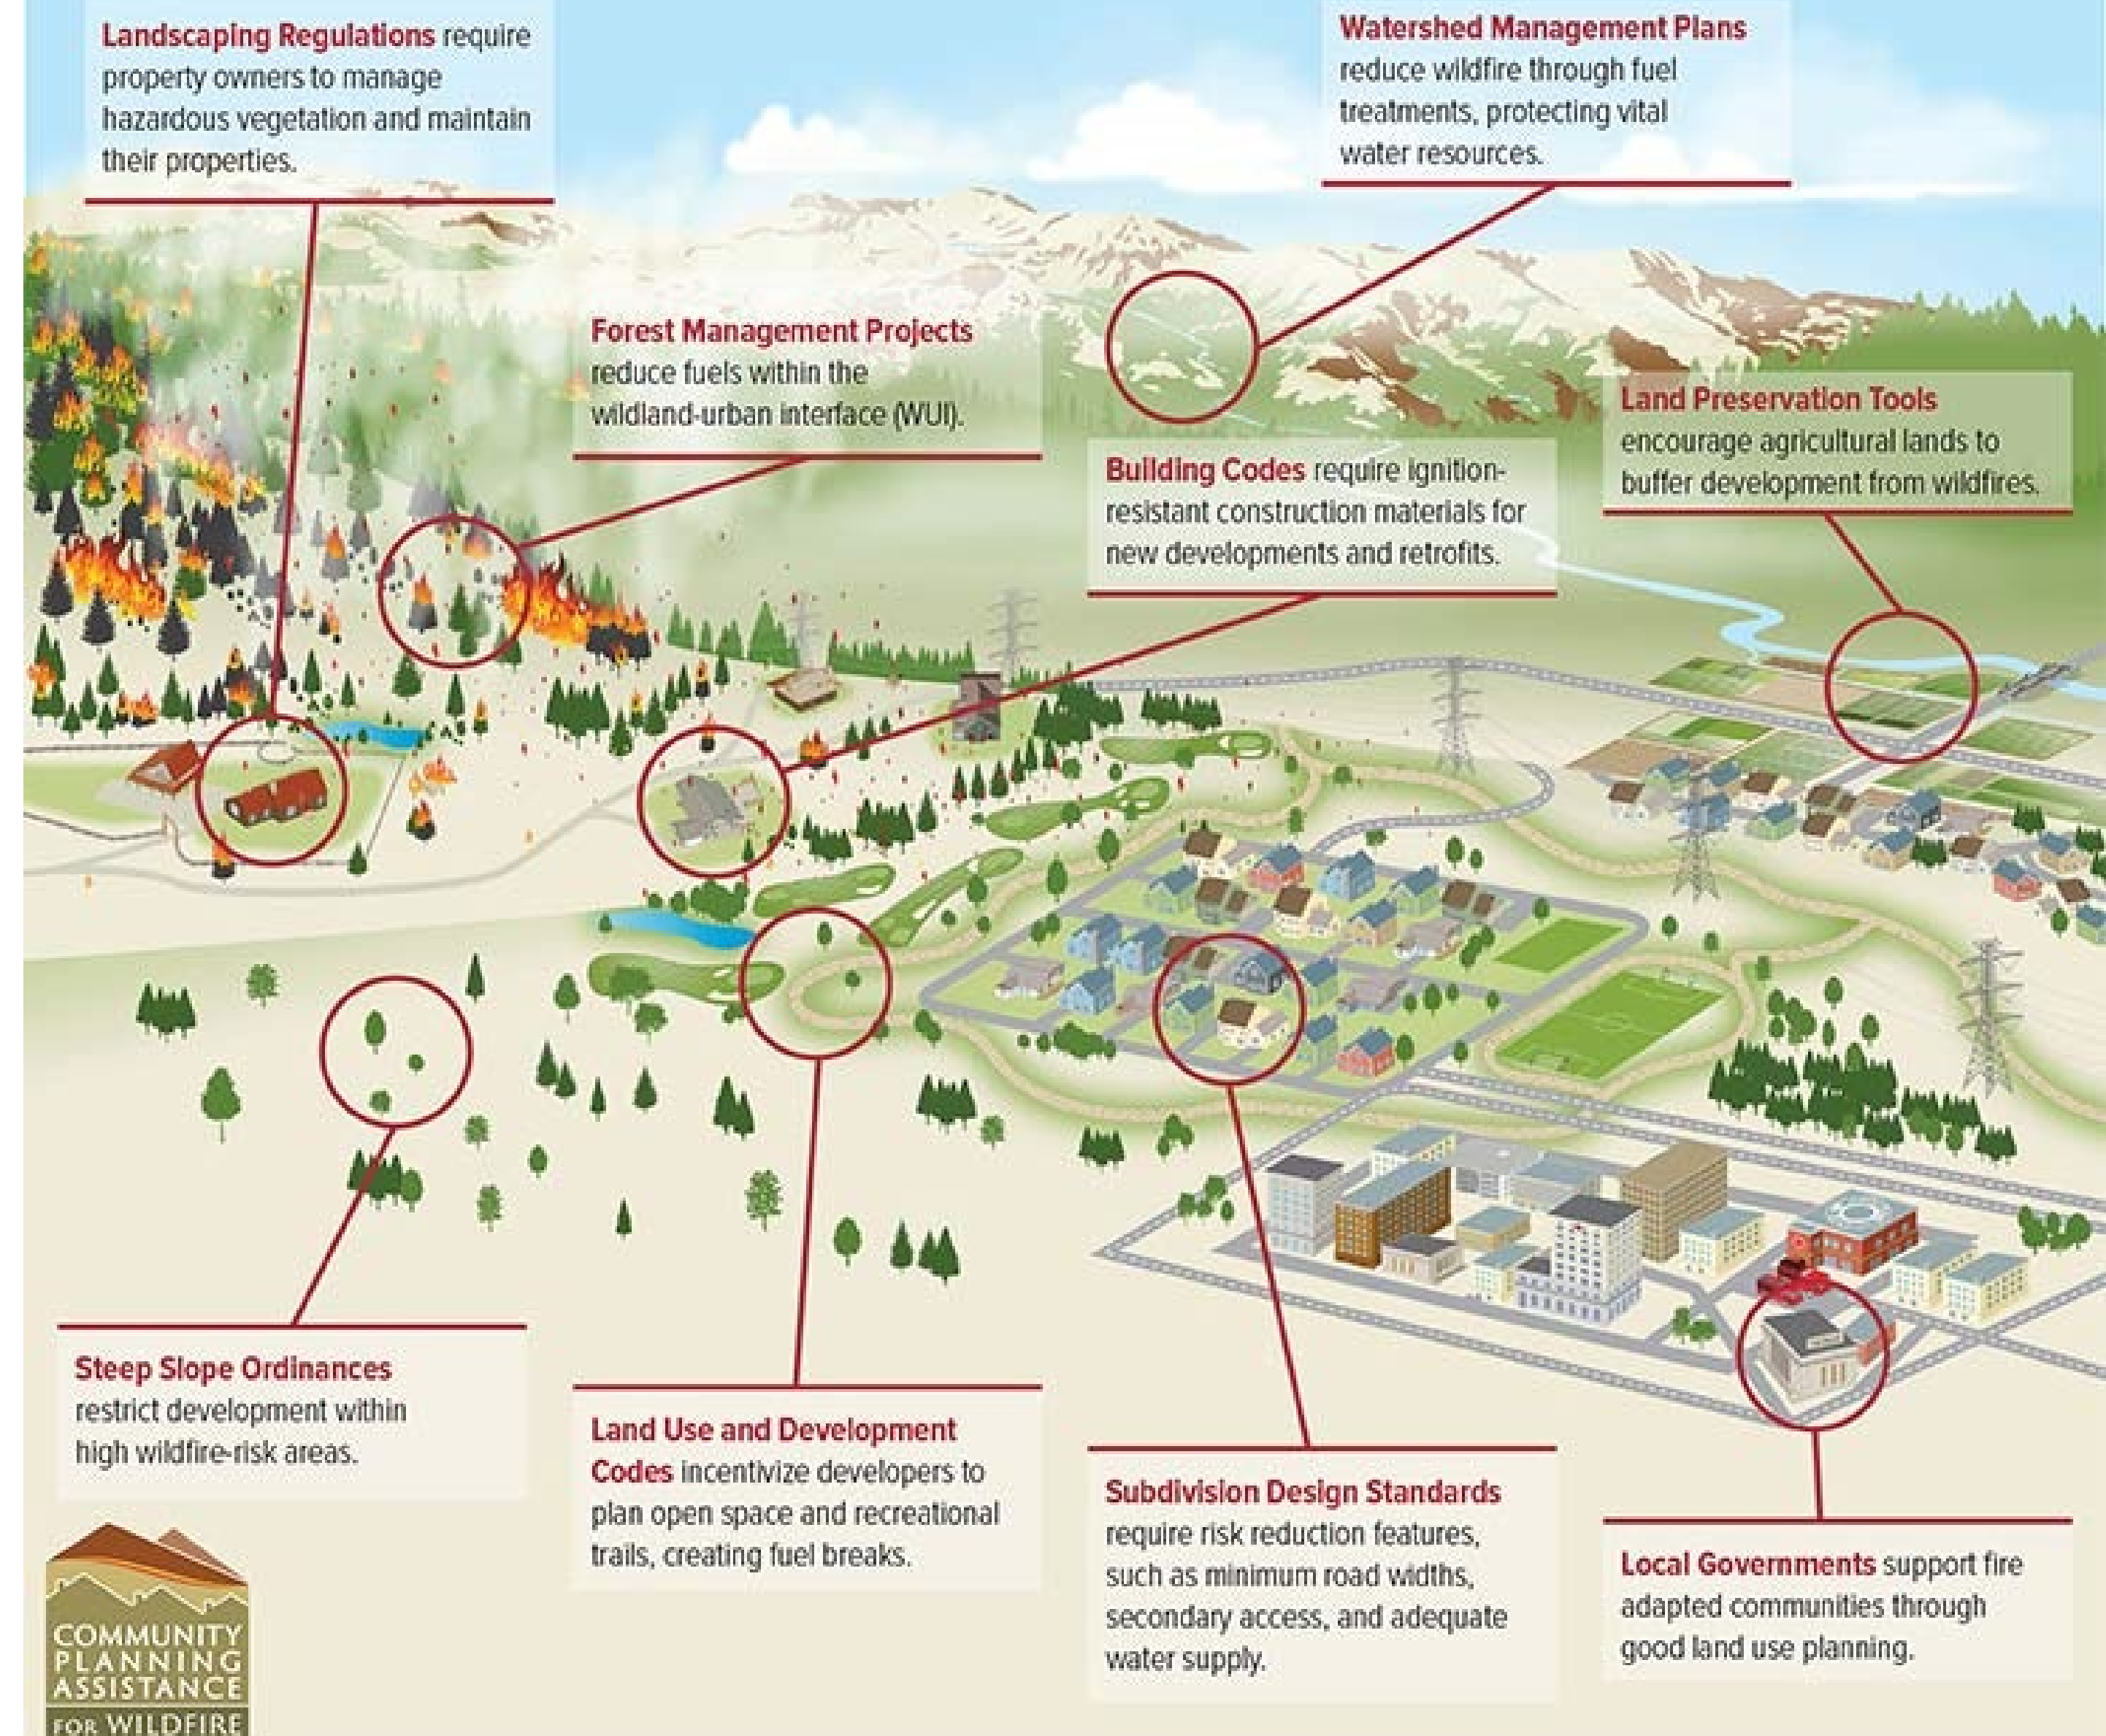 Landscaping Regulations require
property owners to manage
hazardous vegetation and maintain
their properties.
Watershed Management Plans
reduce wildfire through fuel
treatments, protecting vital
water resources.
Forest Management Projects
reduce fuels within the
wildland-urban interface (WUI).
Land Preservation Tools
encourage agricultural lands to
buffer development from wildfires.
Building Codes require ignition-
resistant construction materials for
new developments and retrofits.
Steep Slope Ordinances
restrict development within
high wildfire-risk areas.
Land Use and Development
Codes incentivize developers to
plan open space and recreational
trails, creating fuel breaks.
Subdivision Design Standards
require risk reduction features,
such as minimum road widths,
secondary access, and adequate
water supply.
Local Governments support fire
adapted communities through
good land use planning.
COMMUNITY
PLANNING
ASSISTANCE
FOR WILDFIRE